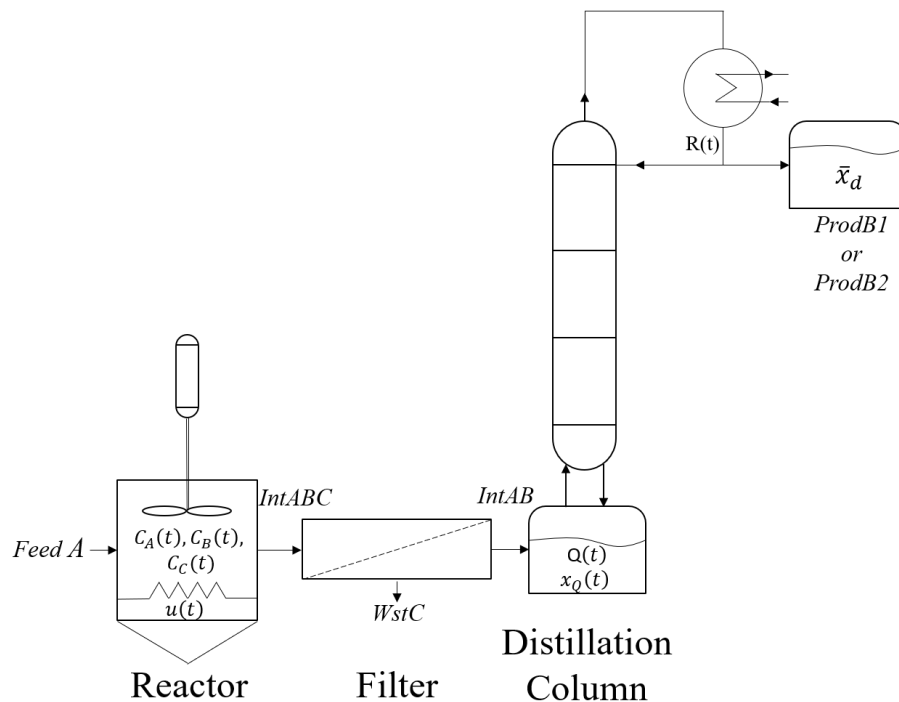 R(t)
x̄_d
ProdB1
or
ProdB2
Feed A
C_A(t), C_B(t),
C_C(t)
u(t)
IntABC
WstC
IntAB
Q(t)
x_Q(t)
Reactor
Filter
Distillation
Column